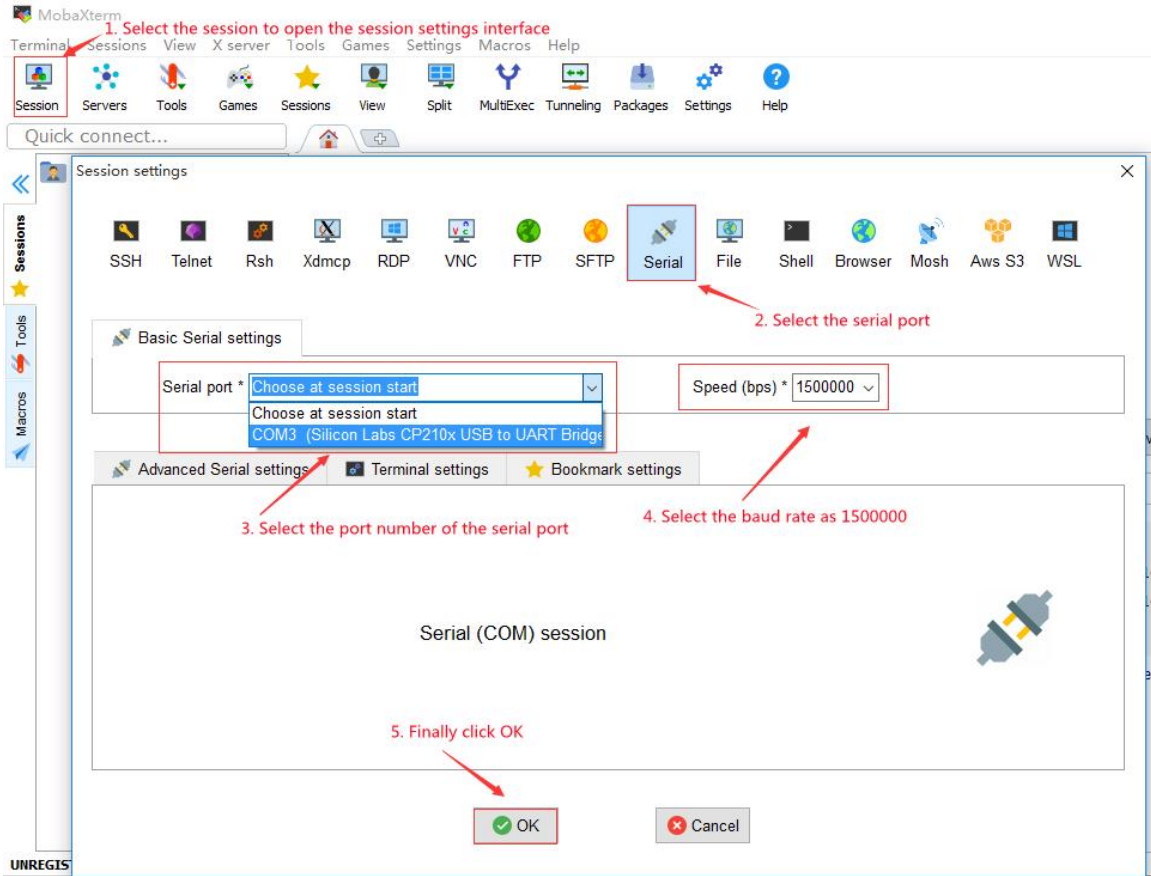 MobaXterm
1. Select the session to open the session settings interface
Terminal Sessions View X server Tools Games Settings Macros Help
Session Servers Tools Games Sessions View Split MultiExec Tunneling Packages Settings Help
Quick connect...
Session settings
Sessions
Tools
Macros
SSH Telnet Rsh Xdmcp RDP VNC FTP SFTP Serial File Shell Browser Mosh Aws S3 WSL
2. Select the serial port
Basic Serial settings
Serial port * Choose at session start Speed (bps) * 1500000
Choose at session start
COM3 (Silicon Labs CP210x USB to UART Bridge
Advanced Serial settings Terminal settings Bookmark settings
3. Select the port number of the serial port
4. Select the baud rate as 1500000
Serial (COM) session
5. Finally click OK
OK Cancel
UNREGIS